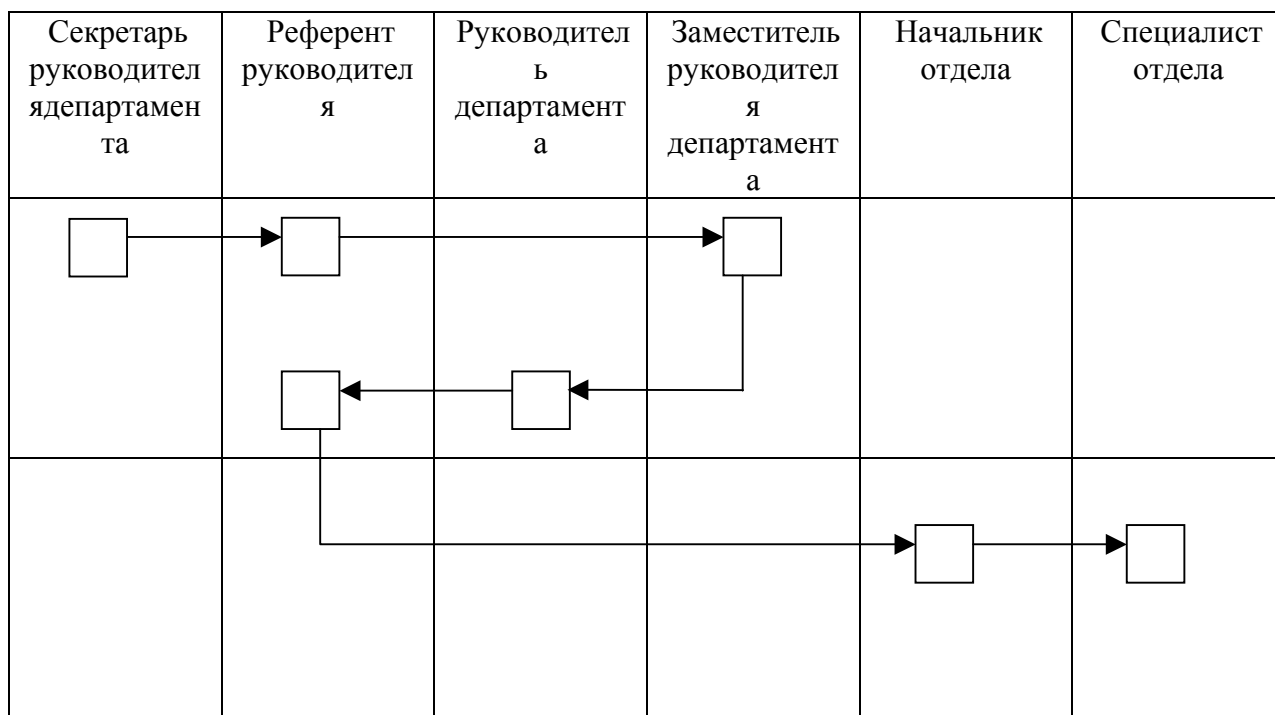 Секретарь
руководител
ядепартамен
та
Референт
руководител
я
Руководител
ь
департамент
а
Заместитель
руководител
я
департамент
а
Начальник
отдела
Специалист
отдела